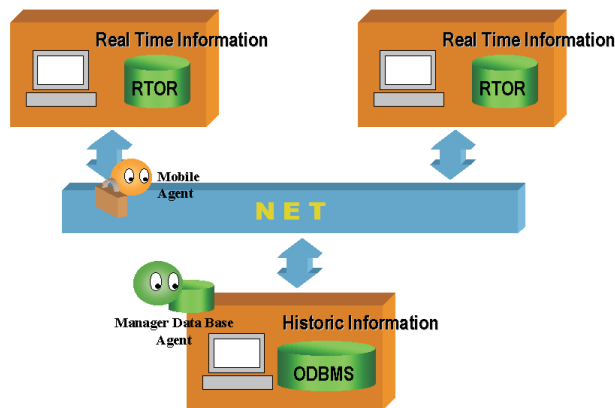 Real Time Information
RTOR
Real Time Information
RTOR
Mobile
Agent
NET
Manager Data Base
Agent
Historic Information
ODBMS